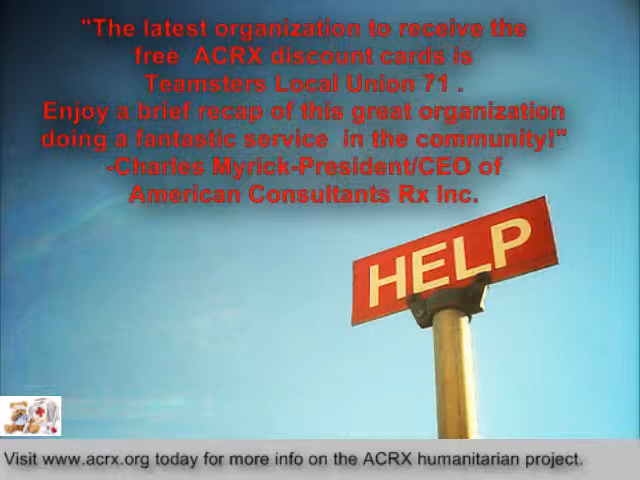 "The latest organization to receive the
free ACRX discount cards is
Teamsters Local Union 71 .
Enjoy a brief recap of this great organization
doing a fantastic service in the community!"
-Charles Myrick-President/CEO of
American Consultants Rx Inc.
HELP
Visit www.acrx.org today for more info on the ACRX humanitarian project.